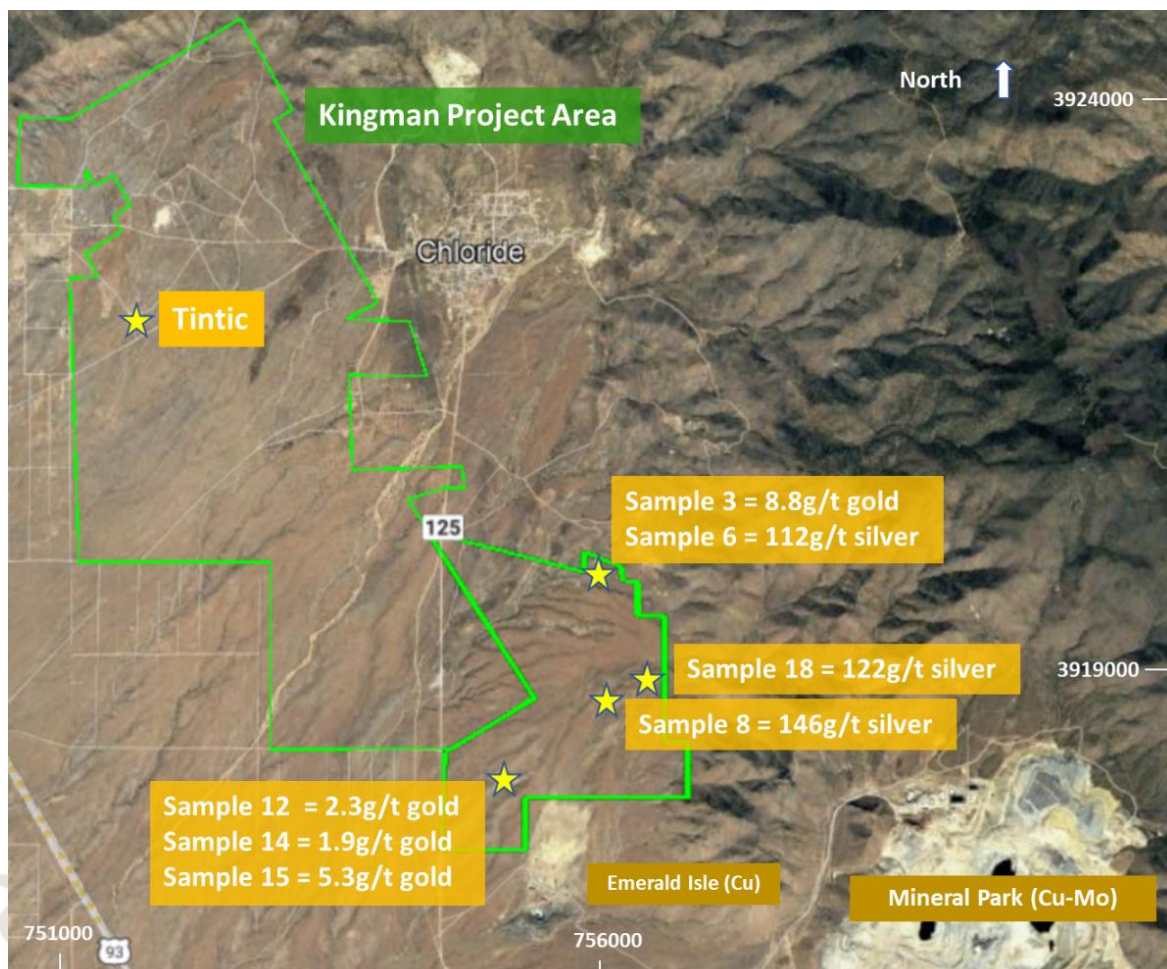 North
3924000
Kingman Project Area
Chloride
Tintic
Sample 3 = 8.8g/t gold
Sample 6 = 112g/t silver
125
Sample 18 = 122g/t silver
3919000
Sample 8 = 146g/t silver
Sample 12 = 2.3g/t gold
Sample 14 = 1.9g/t gold
Sample 15 = 5.3g/t gold
Emerald Isle (Cu)
Mineral Park (Cu-Mo)
751000
756000
93